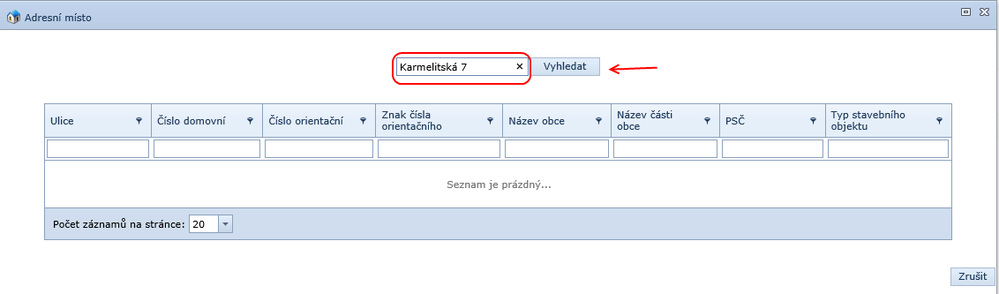 Adresní místo
Karmelitská 7
Vyhledat
Ulice
Číslo domovní
Číslo orientační
Znak čísla
orientačního
Název obce
Název části
obce
PSČ
Typ stavebního
objektu
Seznam je prázdný...
Počet záznamů na stránce: 20
Zrušit